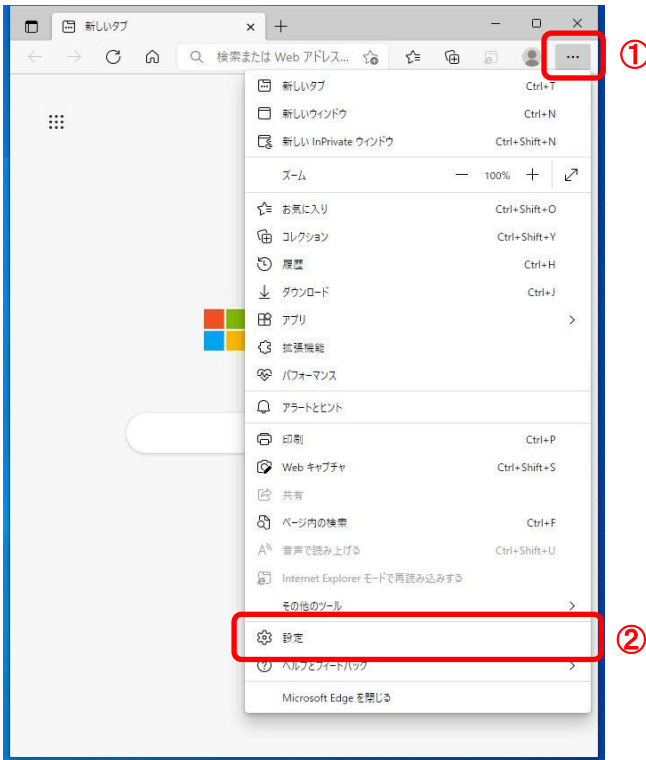 新しいタブ
検索または Web アドレス...
①
新しいタブ Ctrl+T
新しいウィンドウ Ctrl+N
新しい InPrivate ウィンドウ Ctrl+Shift+N
ズーム 100%
お気に入り Ctrl+Shift+O
コレクション Ctrl+Shift+Y
履歴 Ctrl+H
ダウンロード Ctrl+J
アプリ
拡張機能
パフォーマンス
アラートとヒント
印刷 Ctrl+P
Web キャプチャ Ctrl+Shift+S
共有
ページ内の検索 Ctrl+F
音声で読み上げる Ctrl+Shift+U
Internet Explorer モードで再読み込みする
その他のツール
設定
②
ヘルプとフィードバック
Microsoft Edge を閉じる